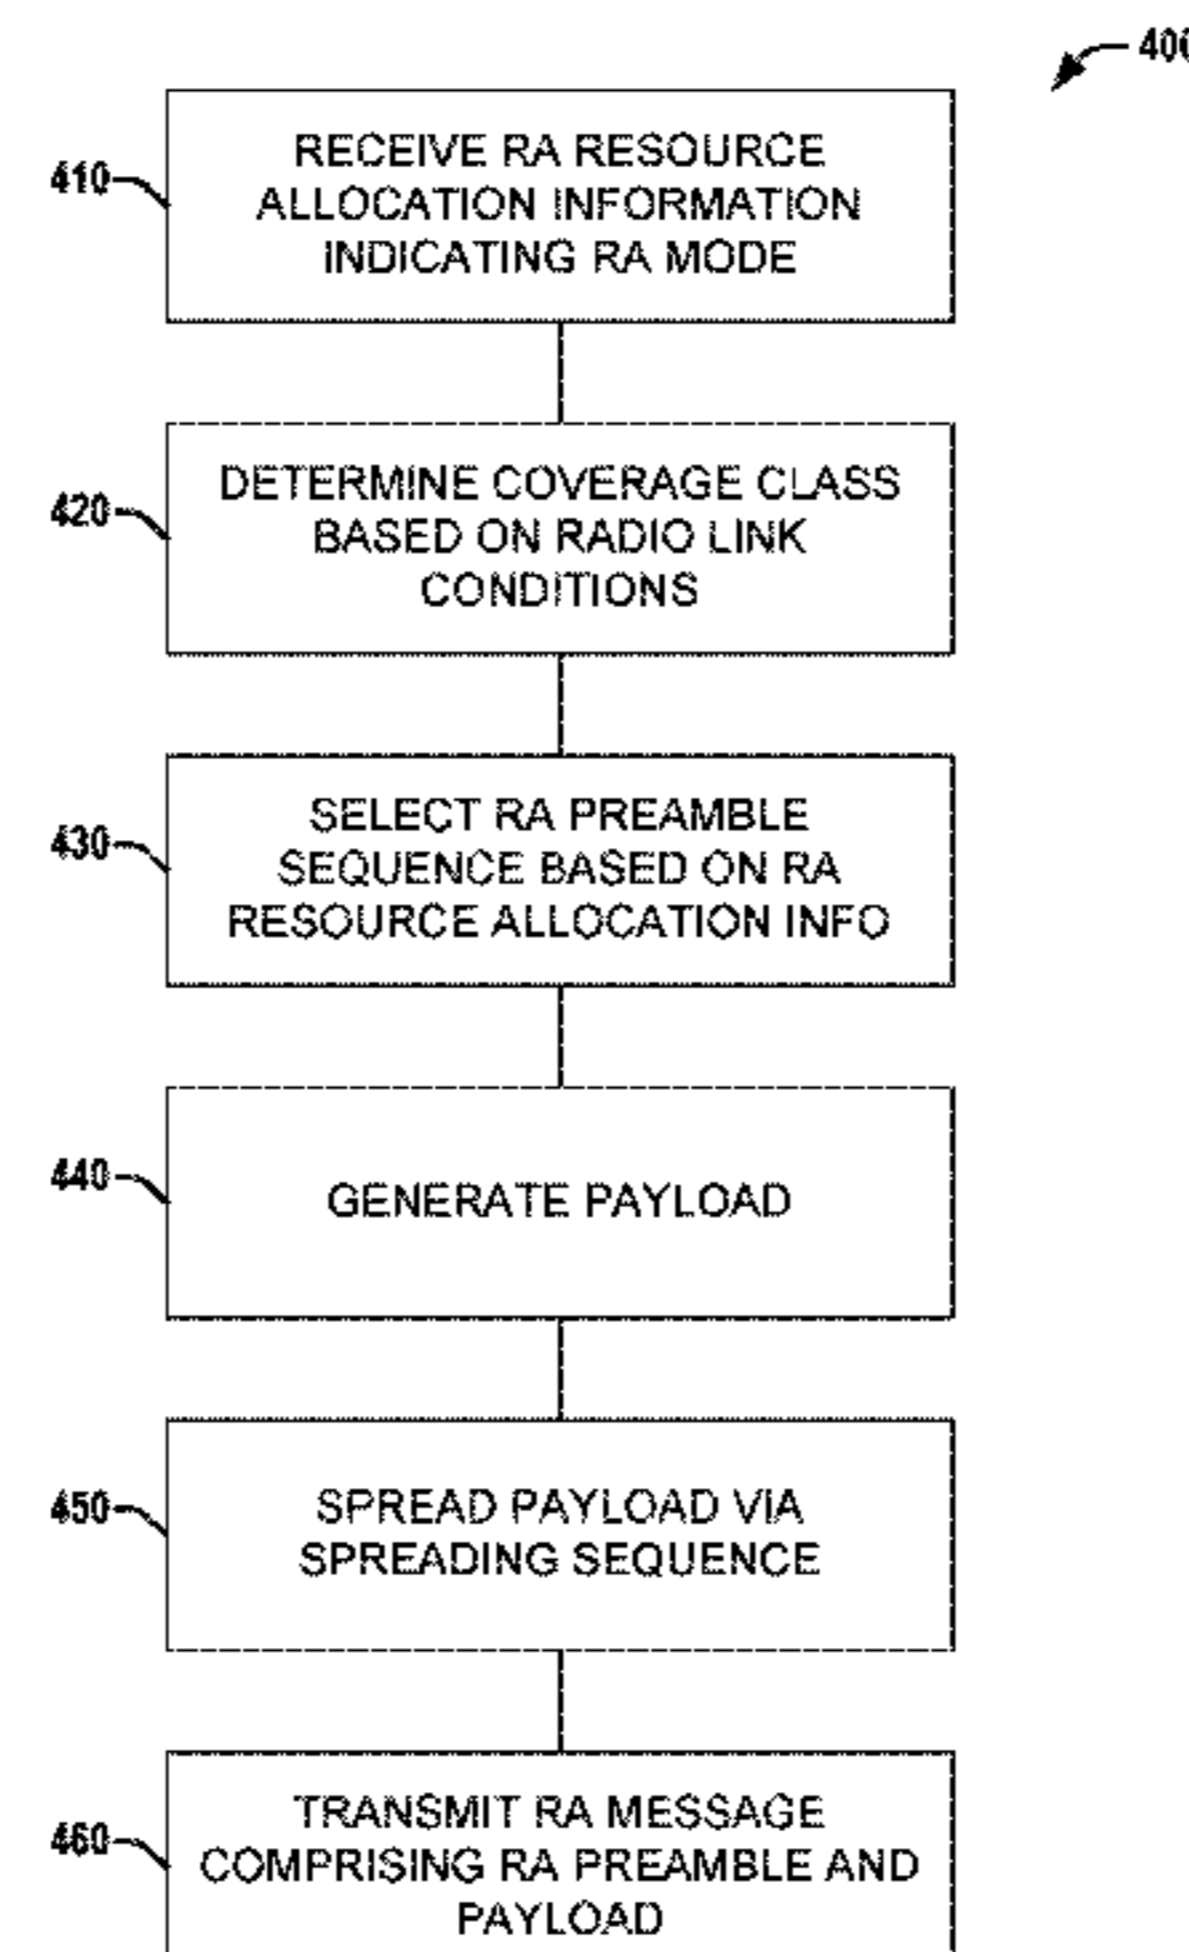 400
410
RECEIVE RA RESOURCE
ALLOCATION INFORMATION
INDICATING RA MODE
420
DETERMINE COVERAGE CLASS
BASED ON RADIO LINK
CONDITIONS
430
SELECT RA PREAMBLE
SEQUENCE BASED ON RA
RESOURCE ALLOCATION INFO
440
GENERATE PAYLOAD
450
SPREAD PAYLOAD VIA
SPREADING SEQUENCE
460
TRANSMIT RA MESSAGE
COMPRISING RA PREAMBLE AND
PAYLOAD